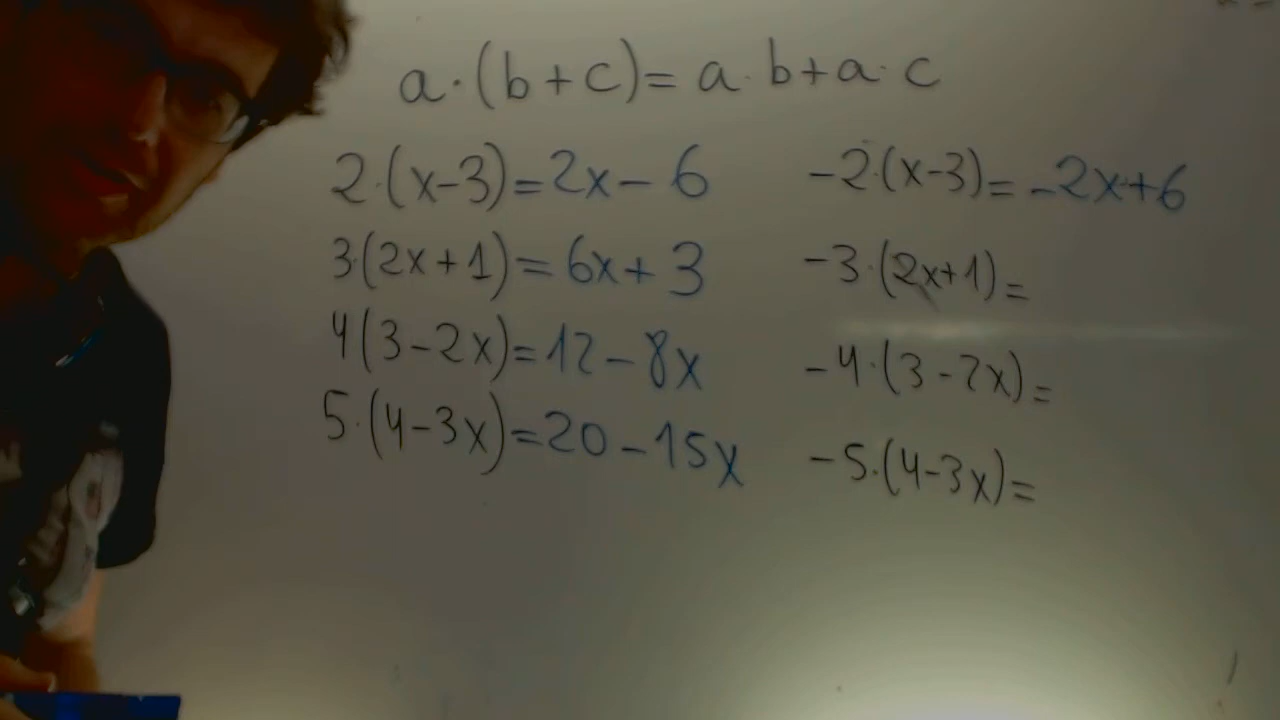 a·(b+c)=a·b+a·c
2·(x-3)=2x-6
3·(2x+1)=6x+3
4(3-2x)=12-8x
5·(4-3x)=20-15x
-2·(x-3)=-2x+6
-3·(2x+1)=
-4·(3-2x)=
-5·(4-3x)=